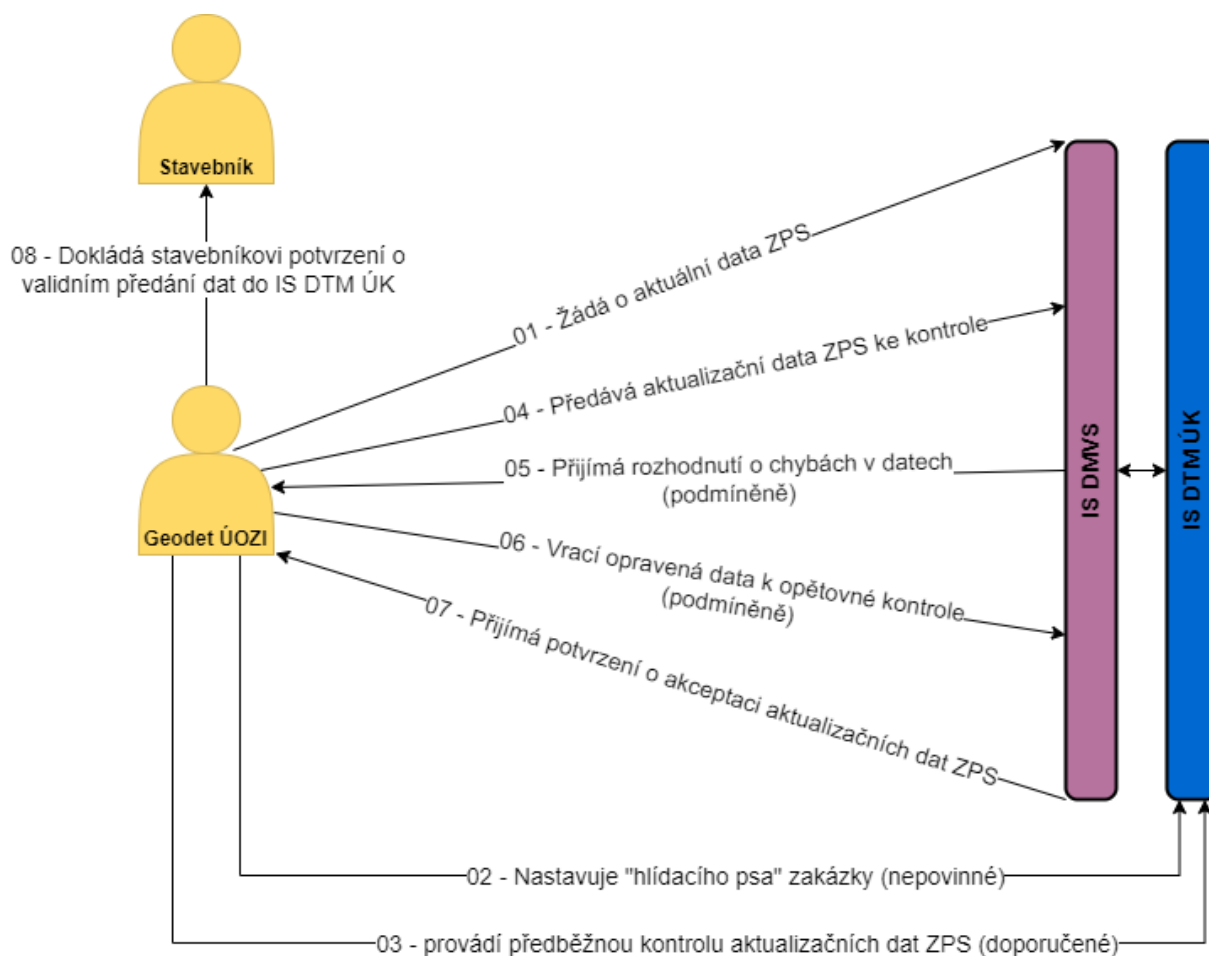 Stavebník
08 - Dokládá stavebníkovi potvrzení o
validním předání dat do IS DTM ÚK
Geodet ÚOZI
01 - Žádá o aktuální data ZPS
04 - Předává aktualizační data ZPS ke kontrole
05 - Přijímá rozhodnutí o chybách v datech
(podmíněně)
06 - Vrací opravená data k opětovné kontrole
(podmíněně)
07 - Přijímá potvrzení o akceptaci aktualizačních dat ZPS
IS DMVS
IS DTMÚK
02 - Nastavuje "hlídacího psa" zakázky (nepovinné)
03 - provádí předběžnou kontrolu aktualizačních dat ZPS (doporučené)